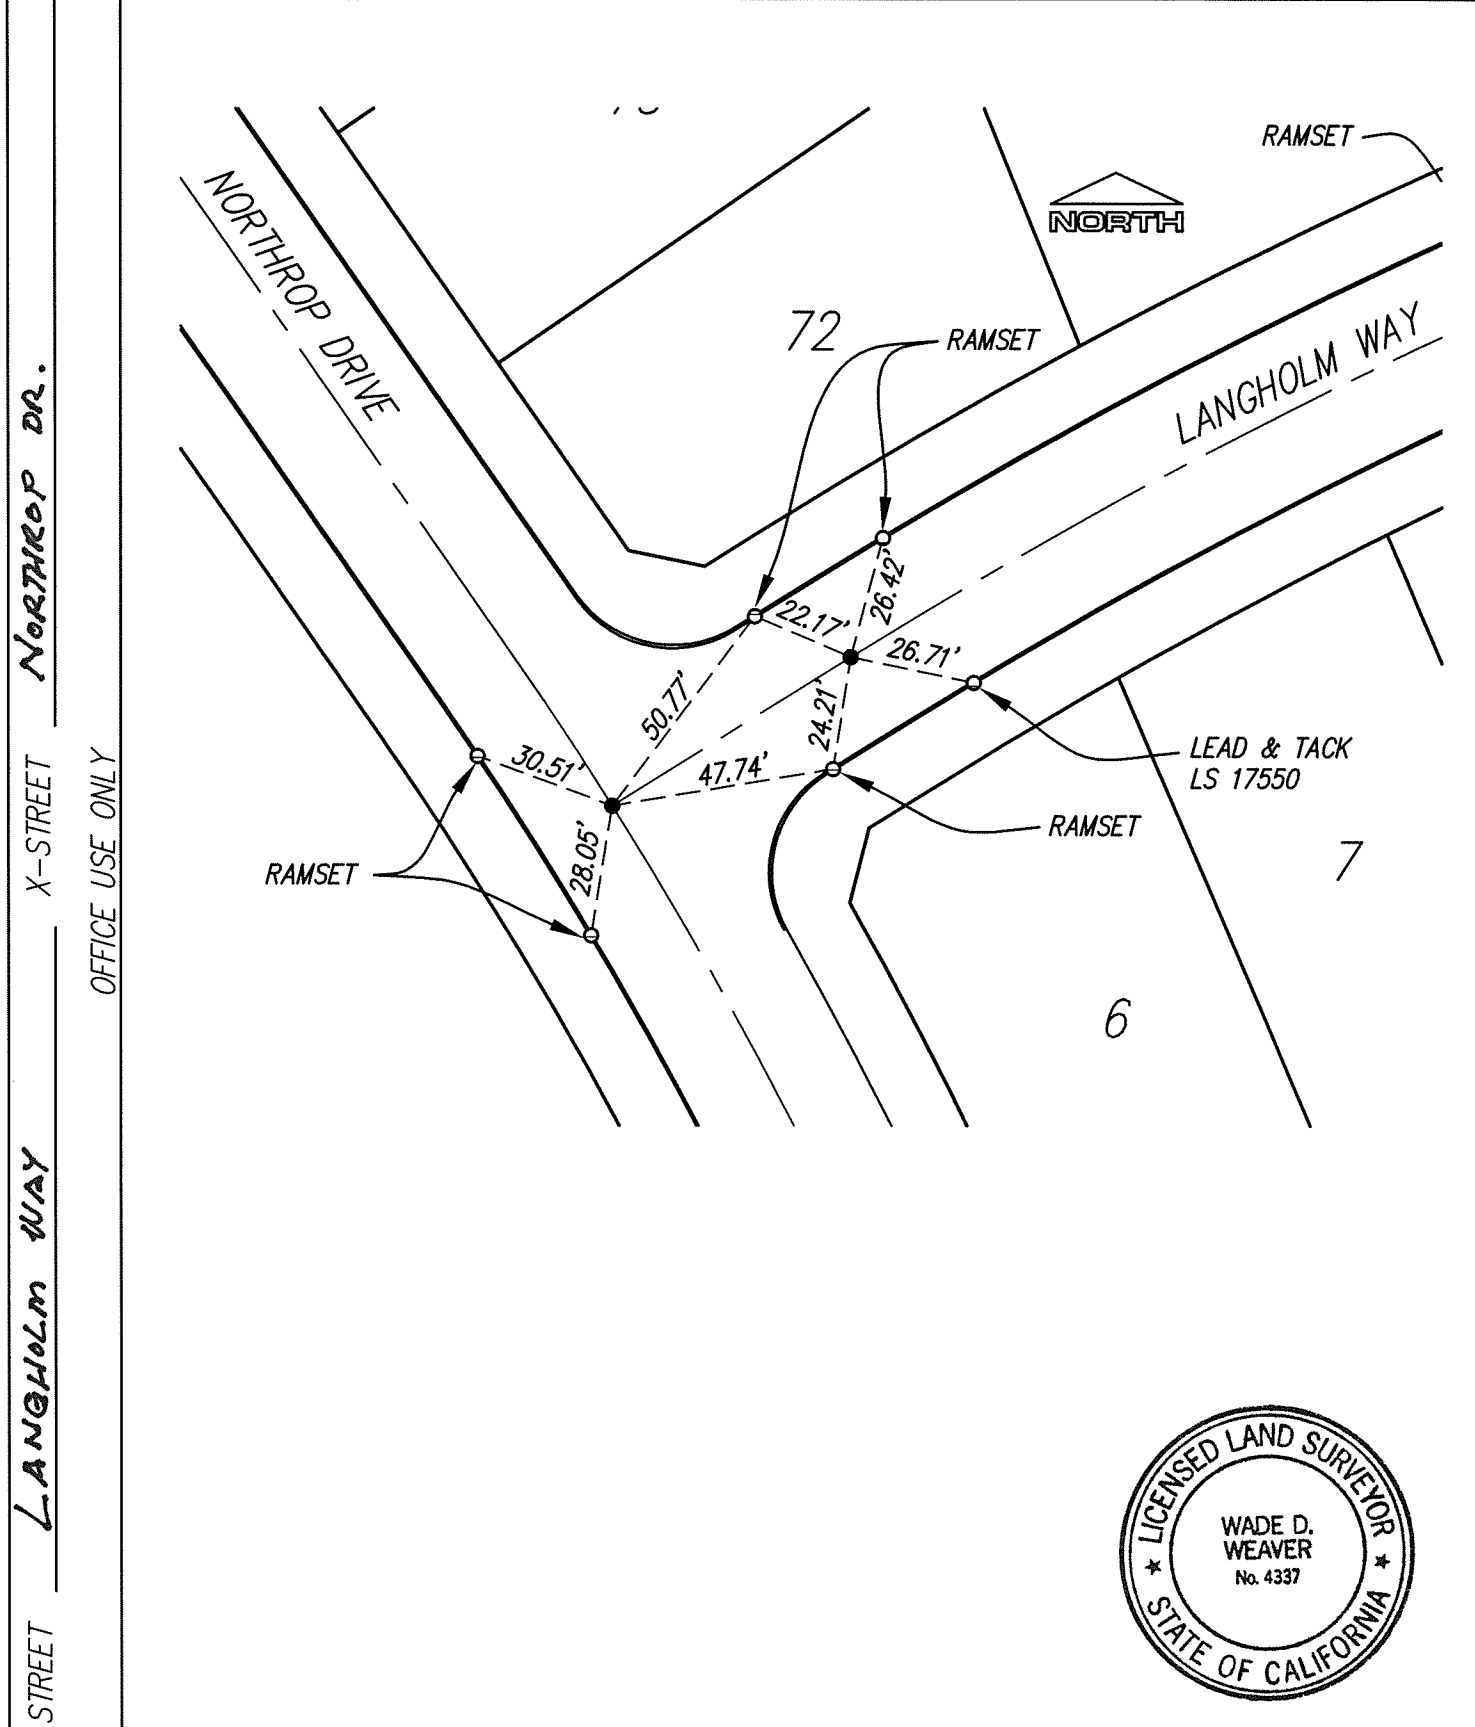 RAMSET
NORTH
NORTHROP DRIVE
72
RAMSET
LANGHOLM WAY
26.42'
22.17'
26.71'
50.77'
24.21'
30.51'
47.74'
LEAD & TACK
LS 17550
RAMSET
28.05'
RAMSET
7
6
STREET LANGHOLM WAY X-STREET NORTHROP DR.
OFFICE USE ONLY
LICENSED LAND SURVEYOR
WADE D.
WEAVER
No. 4337
STATE OF CALIFORNIA